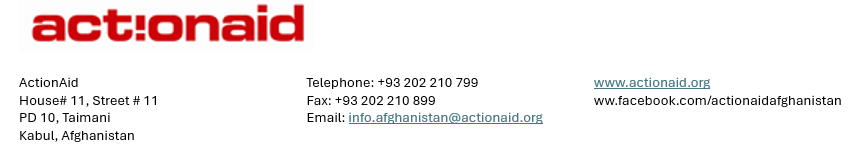 act!onaid
ActionAid
House# 11, Street # 11
PD 10, Taimani
Kabul, Afghanistan
Telephone: +93 202 210 799
Fax: +93 202 210 899
Email: info.afghanistan@actionaid.org
www.actionaid.org
ww.facebook.com/actionaidafghanistan